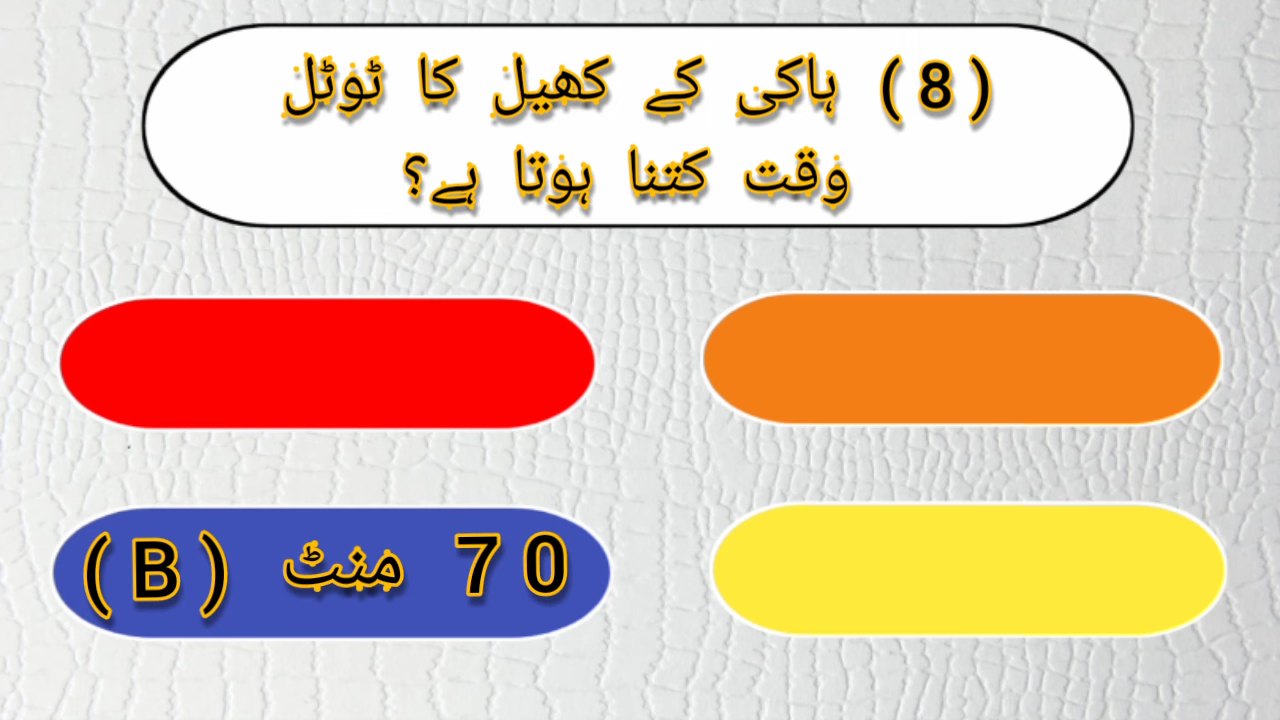 (8) ہاکی کے کھیل کا ٹوٹل
وقت کتنا ہوتا ہے؟
70 منٹ (B)